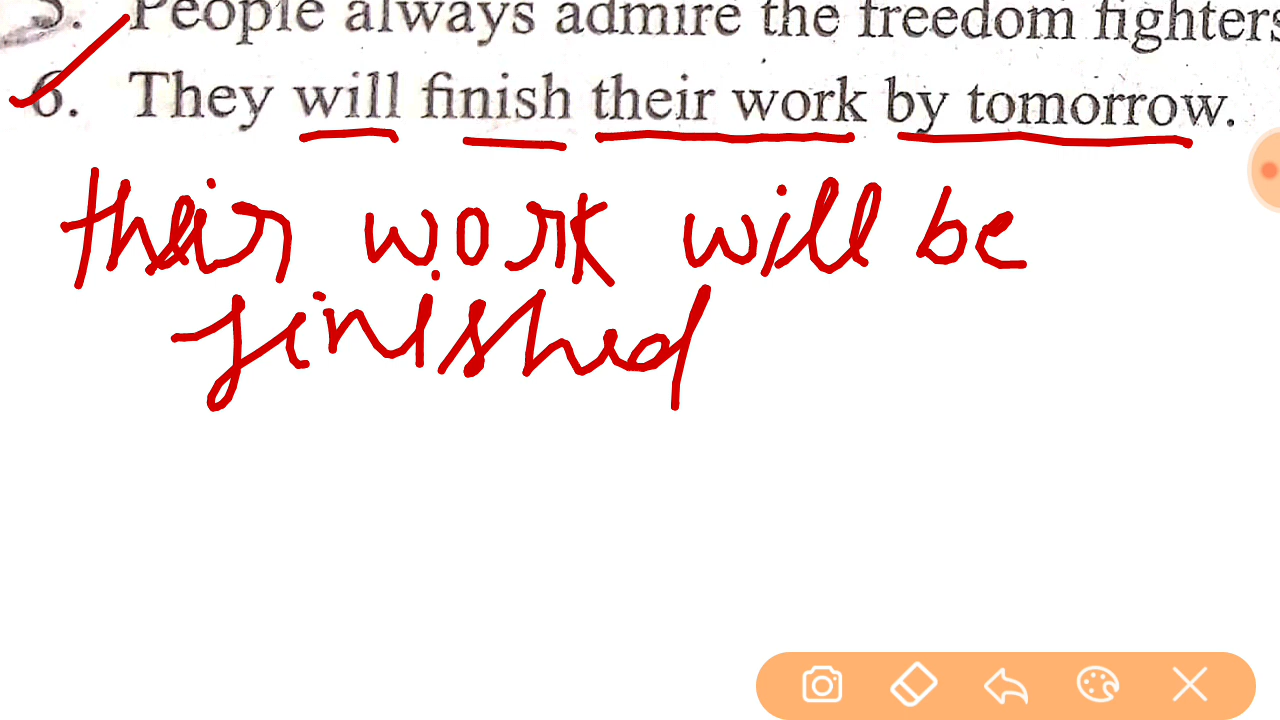 5. People always admire the freedom fighters
6. They will finish their work by tomorrow.
their work will be
finished